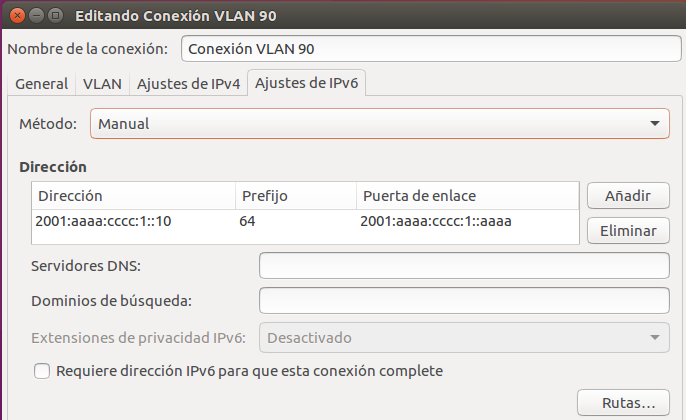 Editando Conexión VLAN 90
Nombre de la conexión: Conexión VLAN 90
General VLAN Ajustes de IPv4 Ajustes de IPv6
Método: Manual
Dirección
Dirección Prefijo Puerta de enlace Añadir
2001:aaaa:cccc:1::10 64 2001:aaaa:cccc:1::aaaa
Eliminar
Servidores DNS:
Dominios de búsqueda:
Extensiones de privacidad IPv6: Desactivado
Requiere dirección IPv6 para que esta conexión complete
Rutas…